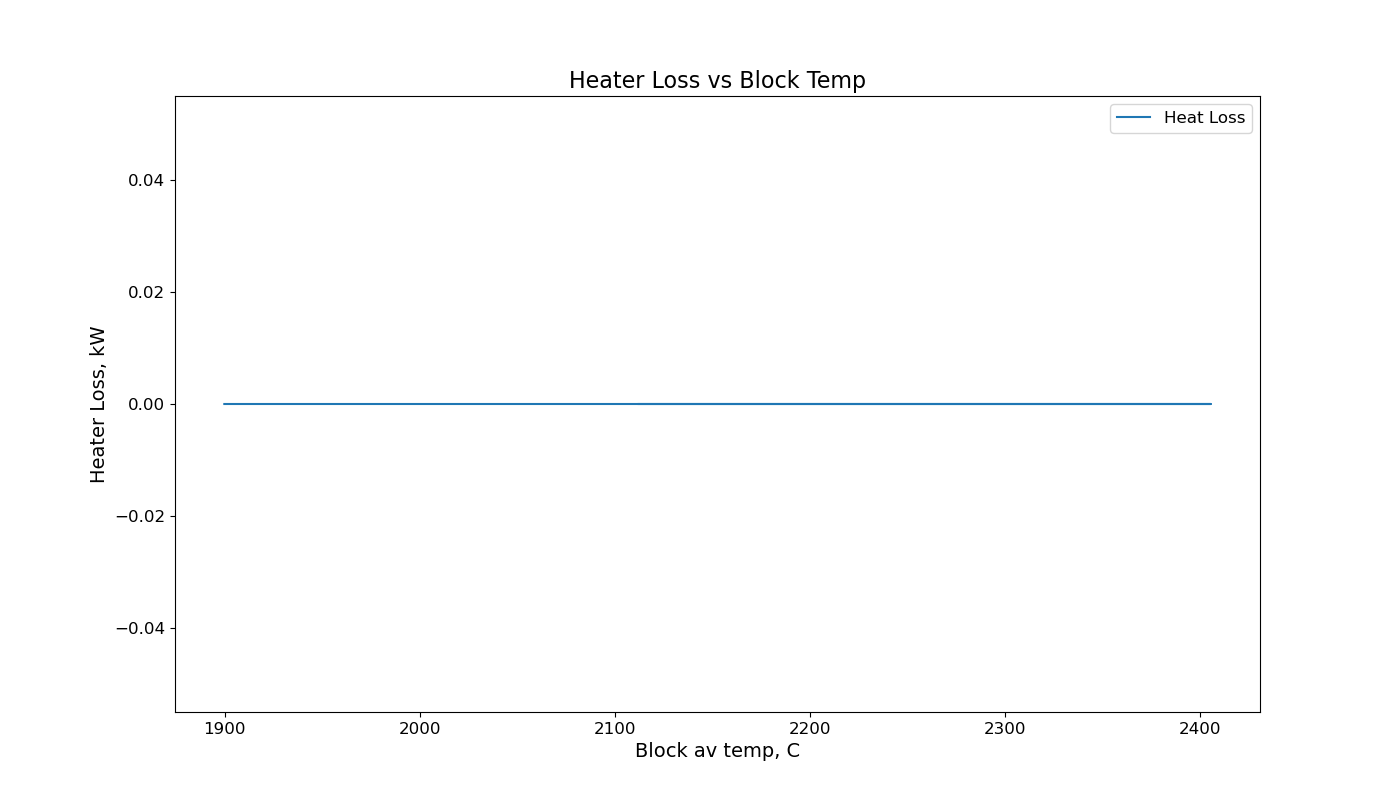 Heater Loss vs Block Temp
Heat Loss
0.04
0.02
0.00
−0.02
−0.04
Heater Loss, kW
1900 2000 2100 2200 2300 2400
Block av temp, C